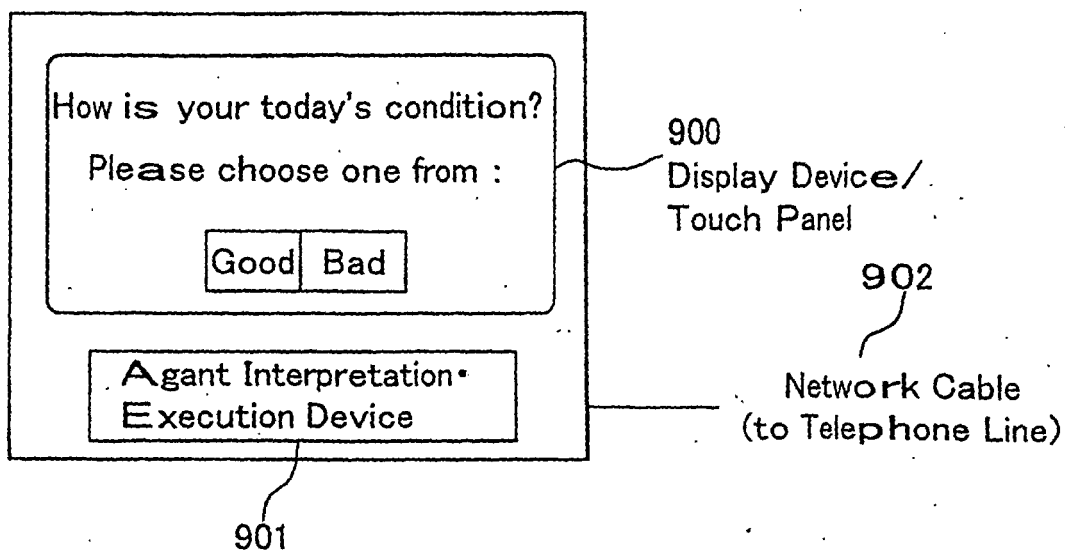 How is your today's condition?
Please choose one from :
Good Bad
900
Display Device/
Touch Panel
902
Network Cable
(to Telephone Line)
Agant Interpretation·
Execution Device
901